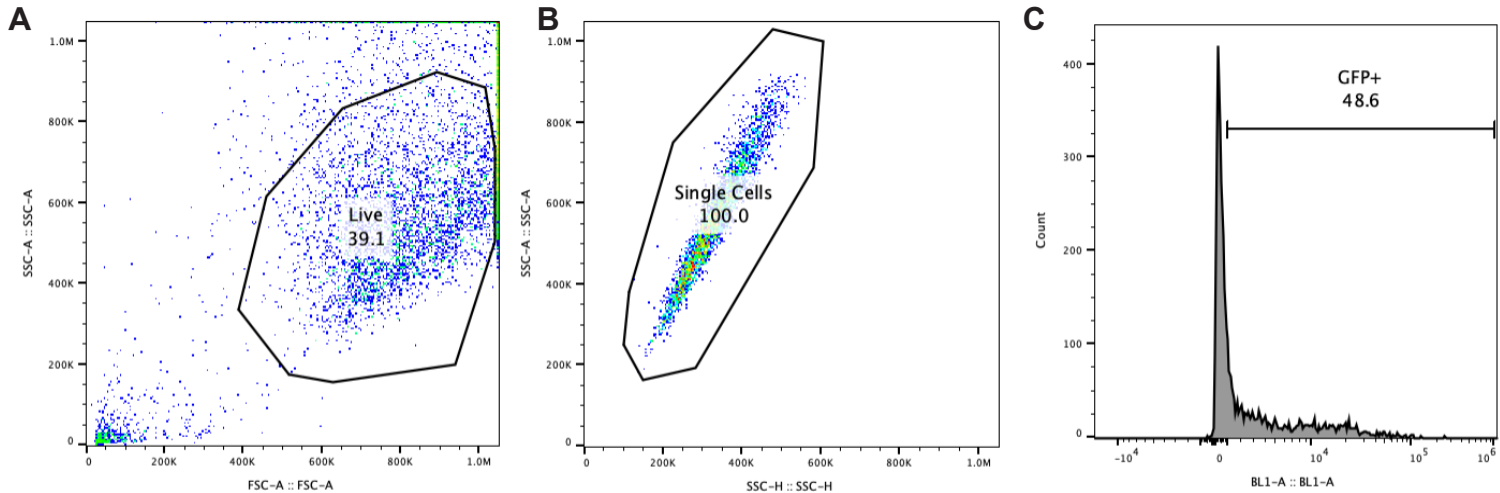 A
1.0M
800K
600K
400K
200K
0
SSC-A :: SSC-A
Live
39.1
0
200K
400K
600K
800K
1.0M
FSC-A :: FSC-A
B
1.0M
800K
600K
400K
200K
0
SSC-A :: SSC-A
Single Cells
100.0
0
200K
400K
600K
800K
1.0M
SSC-H :: SSC-H
C
400
300
200
100
0
Count
GFP+
48.6
-10⁴
0
10⁴
10⁵
10⁶
BL1-A :: BL1-A